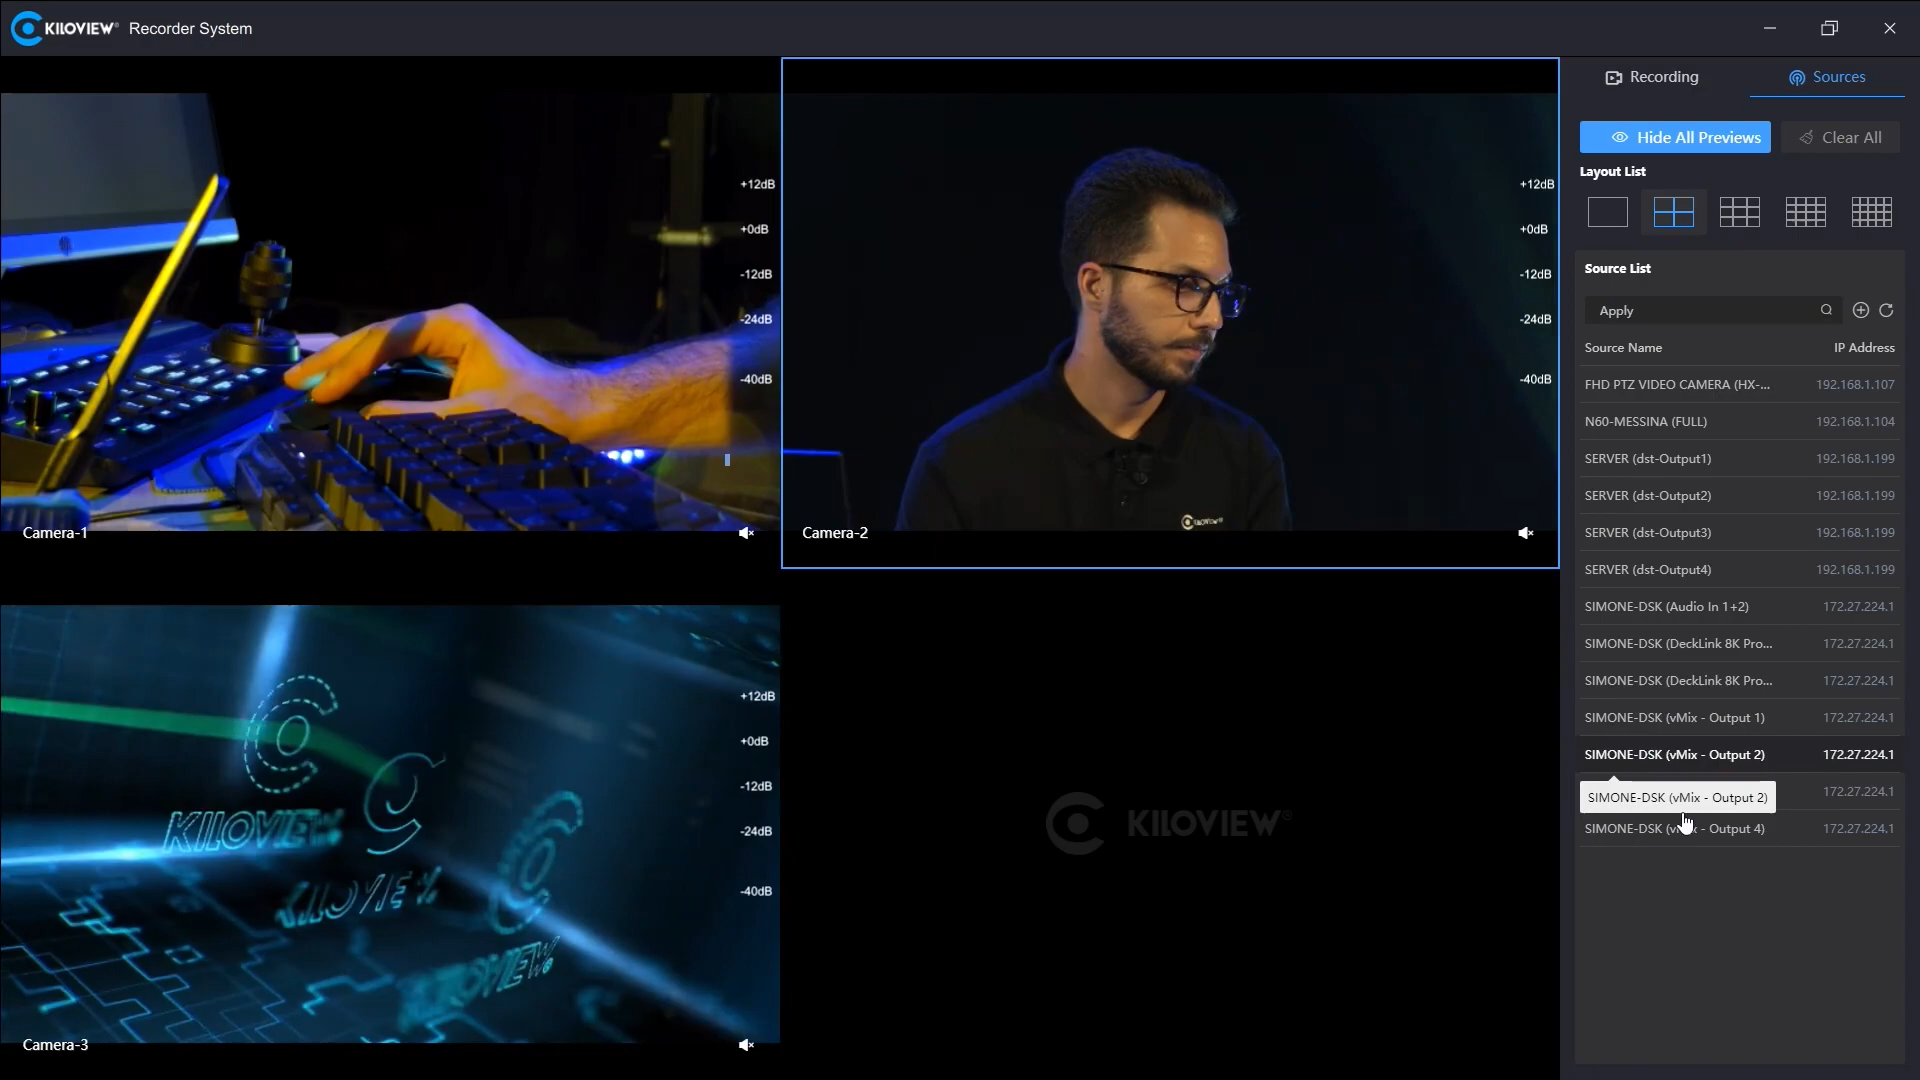 KILOVIEW® Recorder System
Recording
Sources
Hide All Previews
Clear All
Layout List
Source List
Apply
Source Name IP Address
FHD PTZ VIDEO CAMERA (HX-... 192.168.1.107
N60-MESSINA (FULL) 192.168.1.104
SERVER (dst-Output1) 192.168.1.199
SERVER (dst-Output2) 192.168.1.199
SERVER (dst-Output3) 192.168.1.199
SERVER (dst-Output4) 192.168.1.199
SIMONE-DSK (Audio In 1+2) 172.27.224.1
SIMONE-DSK (DeckLink 8K Pro... 172.27.224.1
SIMONE-DSK (DeckLink 8K Pro... 172.27.224.1
SIMONE-DSK (vMix - Output 1) 172.27.224.1
SIMONE-DSK (vMix - Output 2) 172.27.224.1
SIMONE-DSK (vMix - Output 2) 172.27.224.1
SIMONE-DSK ( - Output 4) 172.27.224.1
+12dB
+0dB
-12dB
-24dB
-40dB
Camera-1
+12dB
+0dB
-12dB
-24dB
-40dB
KILOVIEW®
Camera-2
+12dB
+0dB
-12dB
-24dB
-40dB
KILOVIEW
KILOVIEW
KILOVIEW®
Camera-3
KILOVIEW®